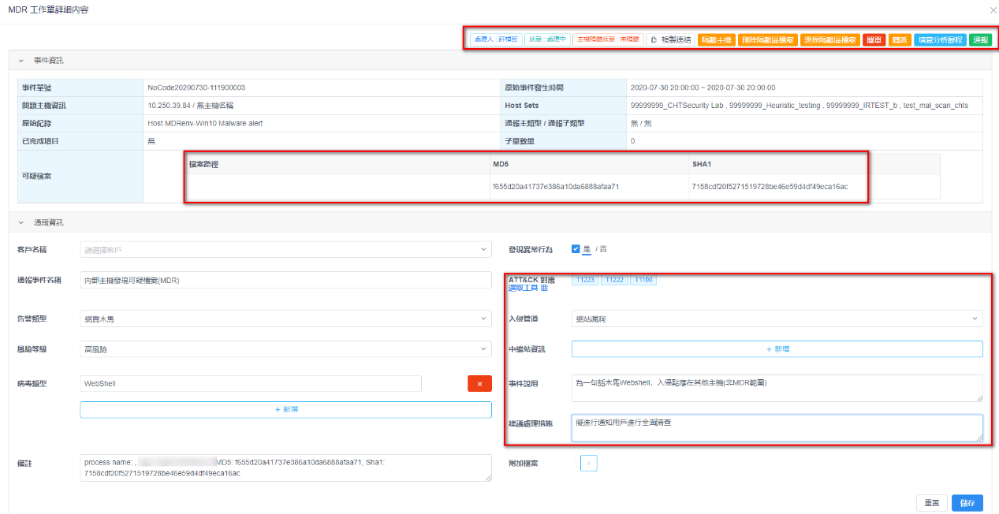 MDR 工作單詳細內容
處理人 : 許楨智 狀態 : 處理中 主機隔離狀態 : 未隔離 複製連結 隔離主機 刪除隔離區檔案 還原隔離區檔案 關單 轉派 填寫分析歷程 通報
事件資訊
事件單號 NoCode20200730-111900003 原始事件發生時間 2020-07-30 20:00:00 ~ 2020-07-30 20:00:00
問題主機資訊 10.250.39.84 / 無主機名稱 Host Sets 99999999_CHTSecurity Lab , 99999999_Heuristic_testing , 99999999_IRTEST_b , test_mal_scan_chts
原始紀錄 Host MDRenv-Win10 Malware alert 通報主類型 / 通報子類型 無 / 無
已完成項目 無 子單數量 0
可疑檔案 檔案路徑 MD5 SHA1
f655d20a41737e386a10da6888afaa71 7158cdf20f5271519728be46e59d4df49eca16ac
通報資訊
客戶名稱 請選擇客戶 發現異常行為 是 / 否
通報事件名稱 內部主機發現可疑檔案(MDR) ATT&CK 對應 T1223 T1222 T1100
選取工具
告警類型 網頁木馬 入侵管道 網站漏洞
風險等級 高風險 中繼站資訊 + 新增
病毒類型 WebShell × 事件說明 為一句話木馬Webshell，入侵點應在其他主機(非MDR範圍)
+ 新增 建議處理措施 擬進行通知用戶進行全面清查
備註 process name: , MD5: f655d20a41737e386a10da6888afaa71, Sha1: 附加檔案 +
7158cdf20f5271519728be46e59d4df49eca16ac
重置 儲存